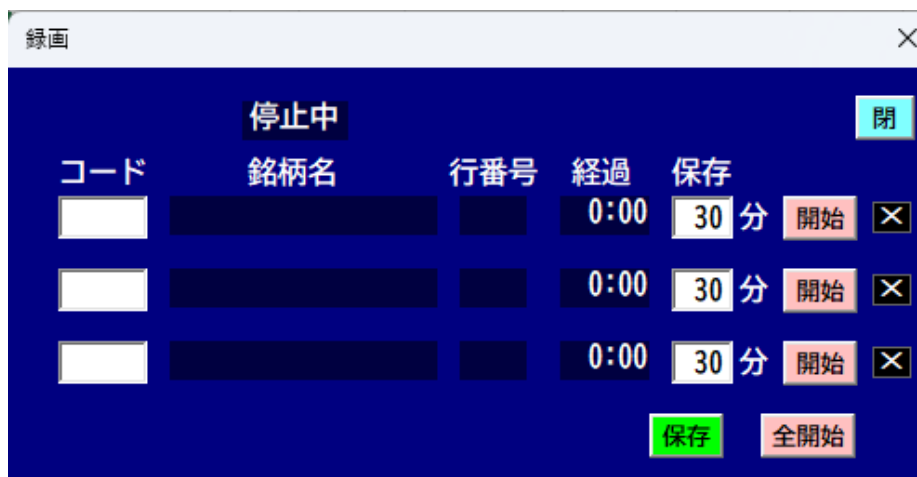 録画 ×
停止中 閉
コード 銘柄名 行番号 経過 保存
0:00 30 分 開始 ×
0:00 30 分 開始 ×
0:00 30 分 開始 ×
保存 全開始